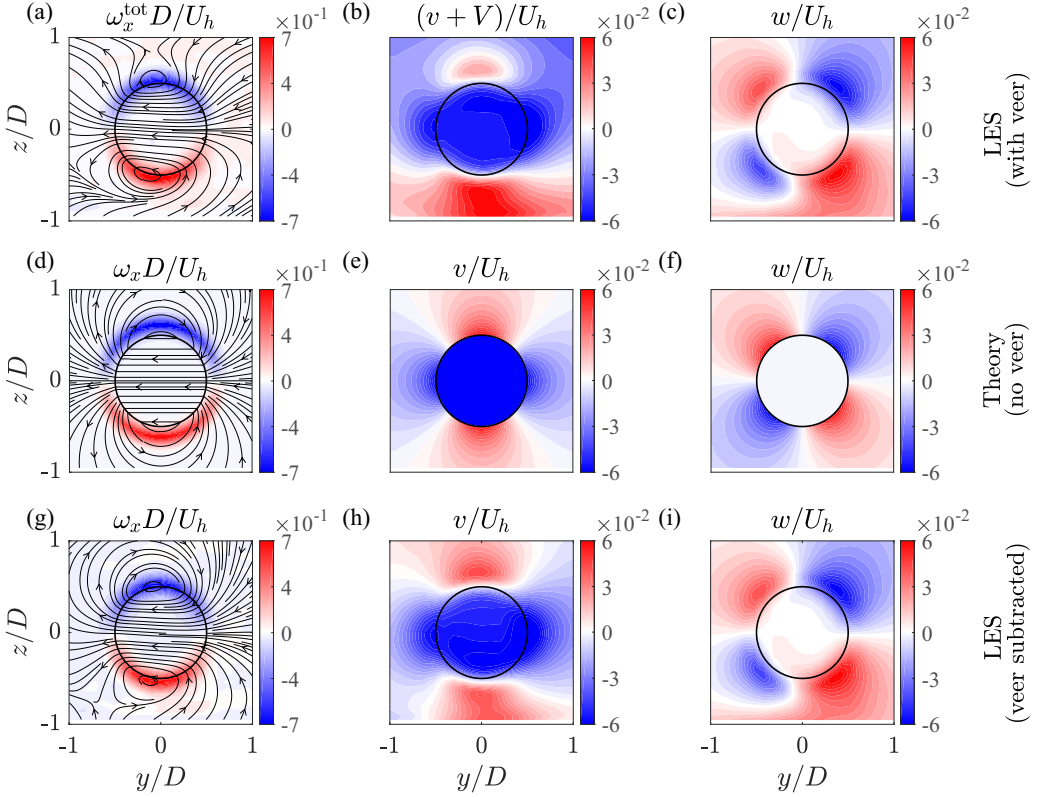 (a) ω_x^tot D/U_h ×10⁻¹ (b) (v + V)/U_h ×10⁻² (c) w/U_h ×10⁻²
1 7 6 6
4 3 3
z/D 0 0 0 0
-4 -3 -3
-1 -7 -6 -6
LES
(with veer)
(d) ω_x D/U_h ×10⁻¹ (e) v/U_h ×10⁻² (f) w/U_h ×10⁻²
1 7 6 6
4 3 3
z/D 0 0 0 0
-4 -3 -3
-1 -7 -6 -6
Theory
(no veer)
(g) ω_x D/U_h ×10⁻¹ (h) v/U_h ×10⁻² (i) w/U_h ×10⁻²
1 7 6 6
4 3 3
z/D 0 0 0 0
-4 -3 -3
-1 -7 -6 -6
LES
(veer subtracted)
-1 0 1 -1 0 1 -1 0 1
y/D y/D y/D